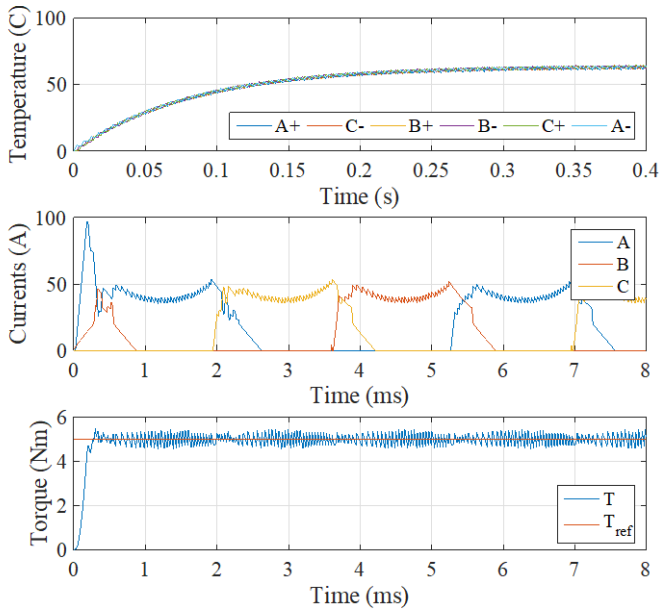 Temperature (C)
100
50
0
A+ C- B+ B- C+ A-
0 0.05 0.1 0.15 0.2 0.25 0.3 0.35 0.4
Time (s)
Currents (A)
100
50
0
A
B
C
0 1 2 3 4 5 6 7 8
Time (ms)
Torque (Nm)
6
4
2
0
T
T_ref
0 1 2 3 4 5 6 7 8
Time (ms)